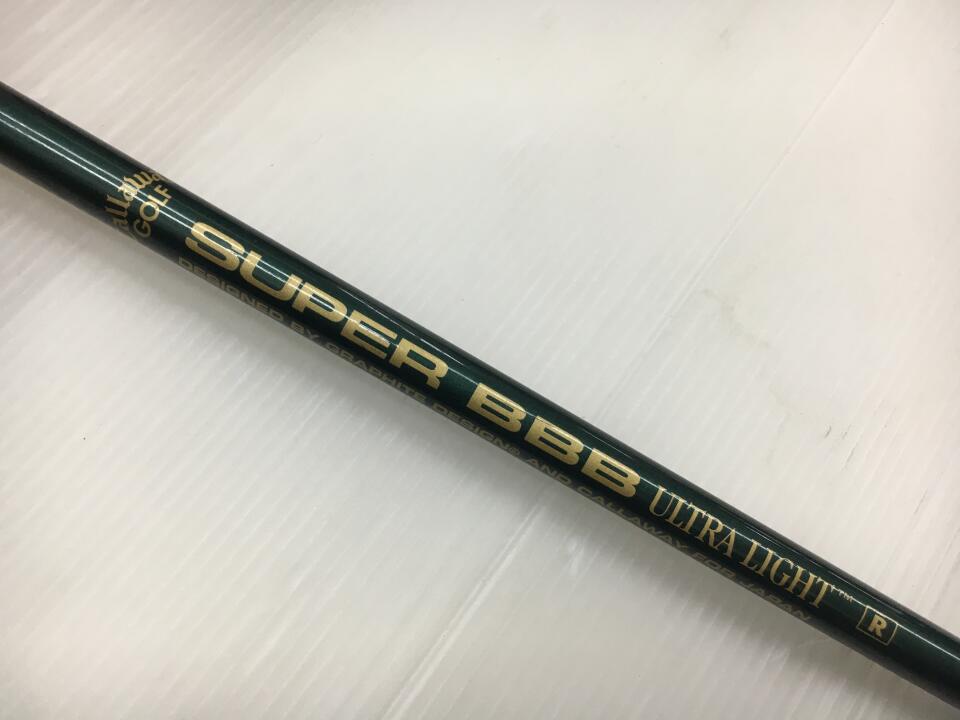 Callaway
GOLF
SUPER BBB ULTRA LIGHT™ R
DESIGNED BY GRAPHITE DESIGN® AND CALLAWAY FOR JAPAN